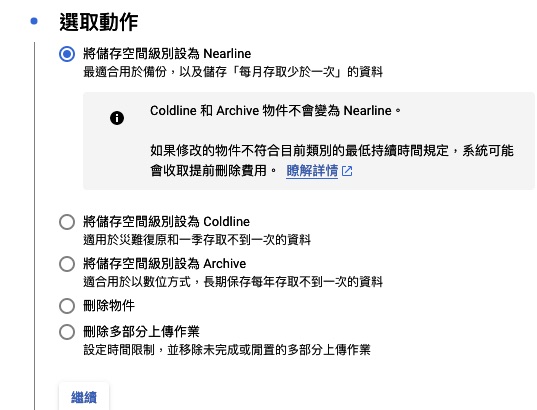 選取動作
將儲存空間級別設為 Nearline
最適合用於備份，以及儲存「每月存取少於一次」的資料
Coldline 和 Archive 物件不會變為 Nearline。
如果修改的物件不符合目前類別的最低持續時間規定，系統可能
會收取提前刪除費用。 瞭解詳情
將儲存空間級別設為 Coldline
適用於災難復原和一季存取不到一次的資料
將儲存空間級別設為 Archive
適合用於以數位方式，長期保存每年存取不到一次的資料
刪除物件
刪除多部分上傳作業
設定時間限制，並移除未完成或閒置的多部分上傳作業
繼續